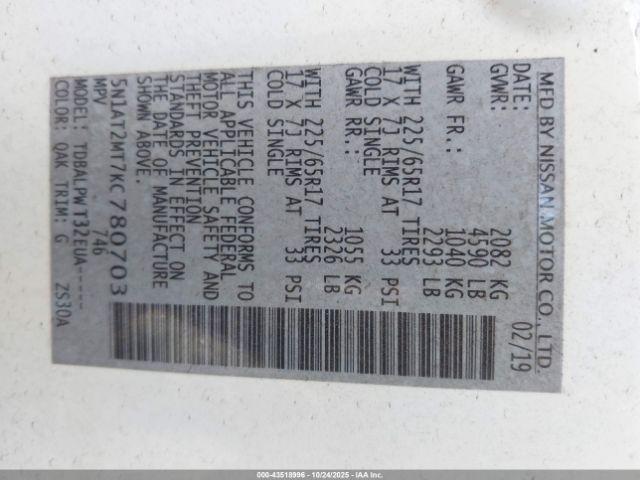 MFD BY NISSAN MOTOR CO., LTD.
DATE: 02/19
GVWR: 2082 KG
4590 LB
GAWR FR.: 1040 KG
2293 LB
WITH 225/65R17 TIRES
17 X 7J RIMS AT 33 PSI
COLD SINGLE
GAWR RR.: 1055 KG
2326 LB
WITH 225/65R17 TIRES
17 X 7J RIMS AT 33 PSI
COLD SINGLE
THIS VEHICLE CONFORMS TO
ALL APPLICABLE FEDERAL
MOTOR VEHICLE SAFETY AND
THEFT PREVENTION
STANDARDS IN EFFECT ON
THE DATE OF MANUFACTURE
SHOWN ABOVE.
5N1AT2MT7KC780703
MPV 746
MODEL: TDBALPWT32EUA-----
COLOR: QAK TRIM: G ZS30A
000-43518996 - 10/24/2025 - IAA Inc.